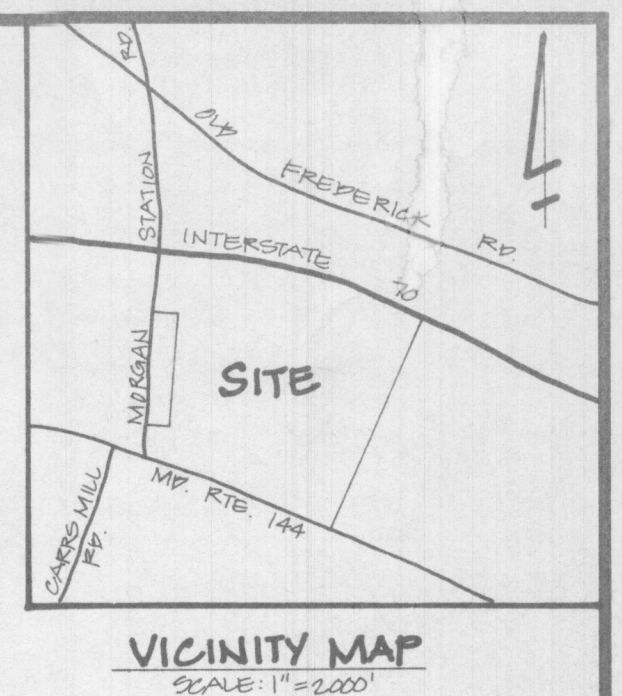 OLD FREDERICK RD.
MORGAN STATION RD.
INTERSTATE 70
SITE
MD. RTE. 144
CARRS MILL RD.
VICINITY MAP
SCALE: 1"=2000'